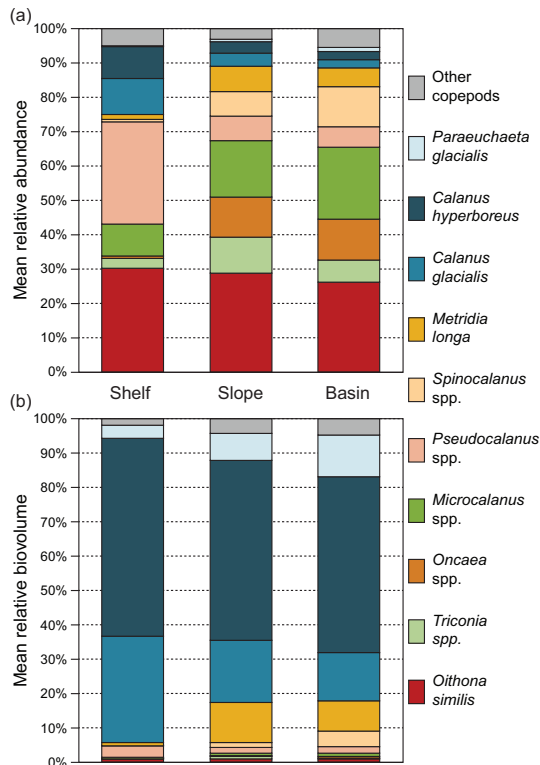 (a)
Mean relative abundance
100%
90%
80%
70%
60%
50%
40%
30%
20%
10%
0%
Shelf
Slope
Basin
(b)
Mean relative biovolume
100%
90%
80%
70%
60%
50%
40%
30%
20%
10%
0%
Other
copepods
Paraeuchaeta
glacialis
Calanus
hyperboreus
Calanus
glacialis
Metridia
longa
Spinocalanus
spp.
Pseudocalanus
spp.
Microcalanus
spp.
Oncaea
spp.
Triconia
spp.
Oithona
similis